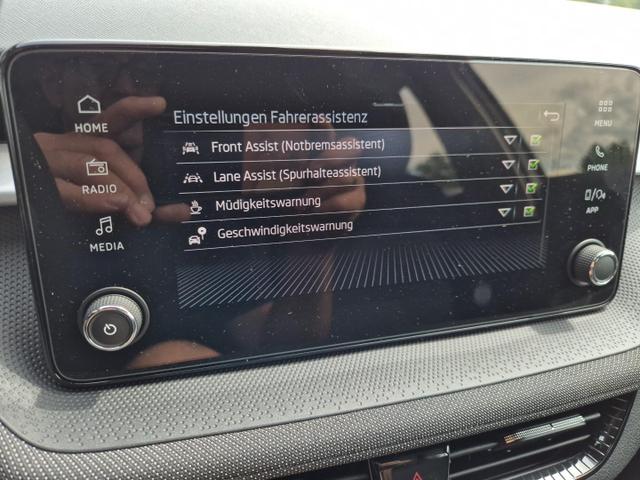 Einstellungen Fahrerassistenz
Front Assist (Notbremsassistent)
Lane Assist (Spurhalteassistent)
Müdigkeitswarnung
Geschwindigkeitswarnung
HOME
RADIO
MEDIA
MENU
PHONE
APP